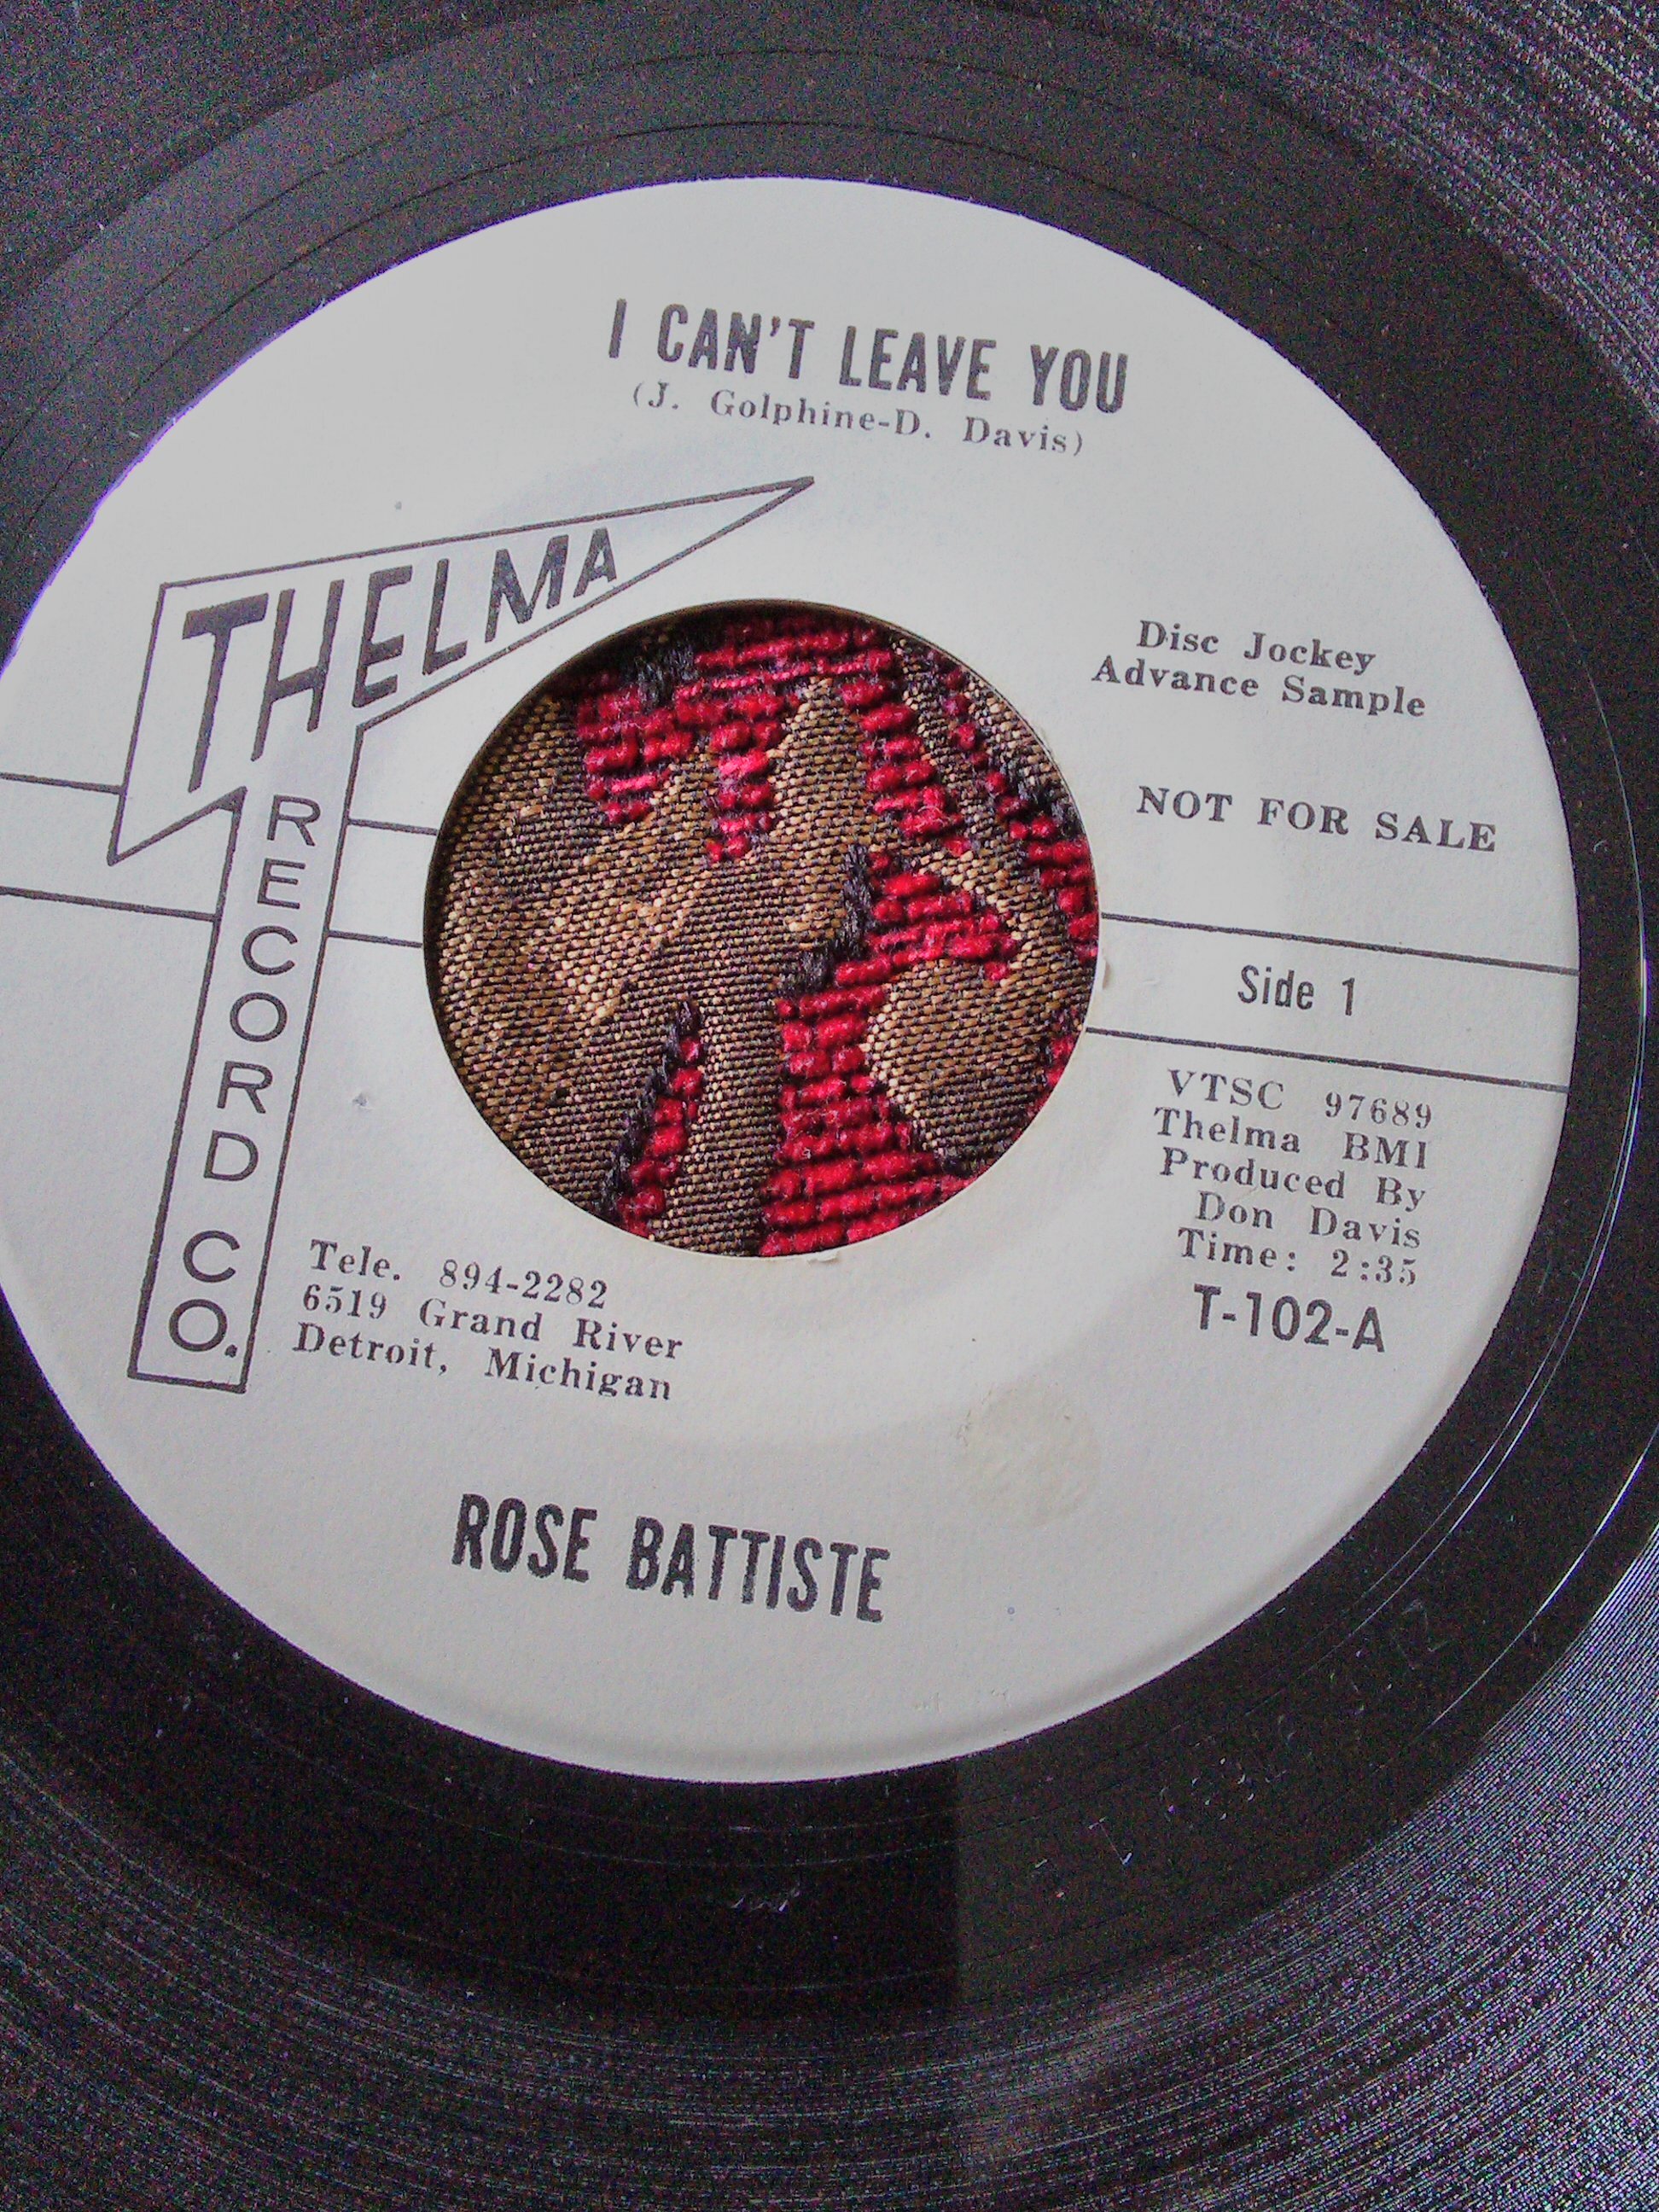 I CAN'T LEAVE YOU
(J. Golphine-D. Davis)
THELMA
RECORD CO.
Disc Jockey
Advance Sample
NOT FOR SALE
Side 1
VTSC 97689
Thelma BMI
Produced By
Don Davis
Time: 2:35
T-102-A
Tele. 894-2282
6519 Grand River
Detroit, Michigan
ROSE BATTISTE